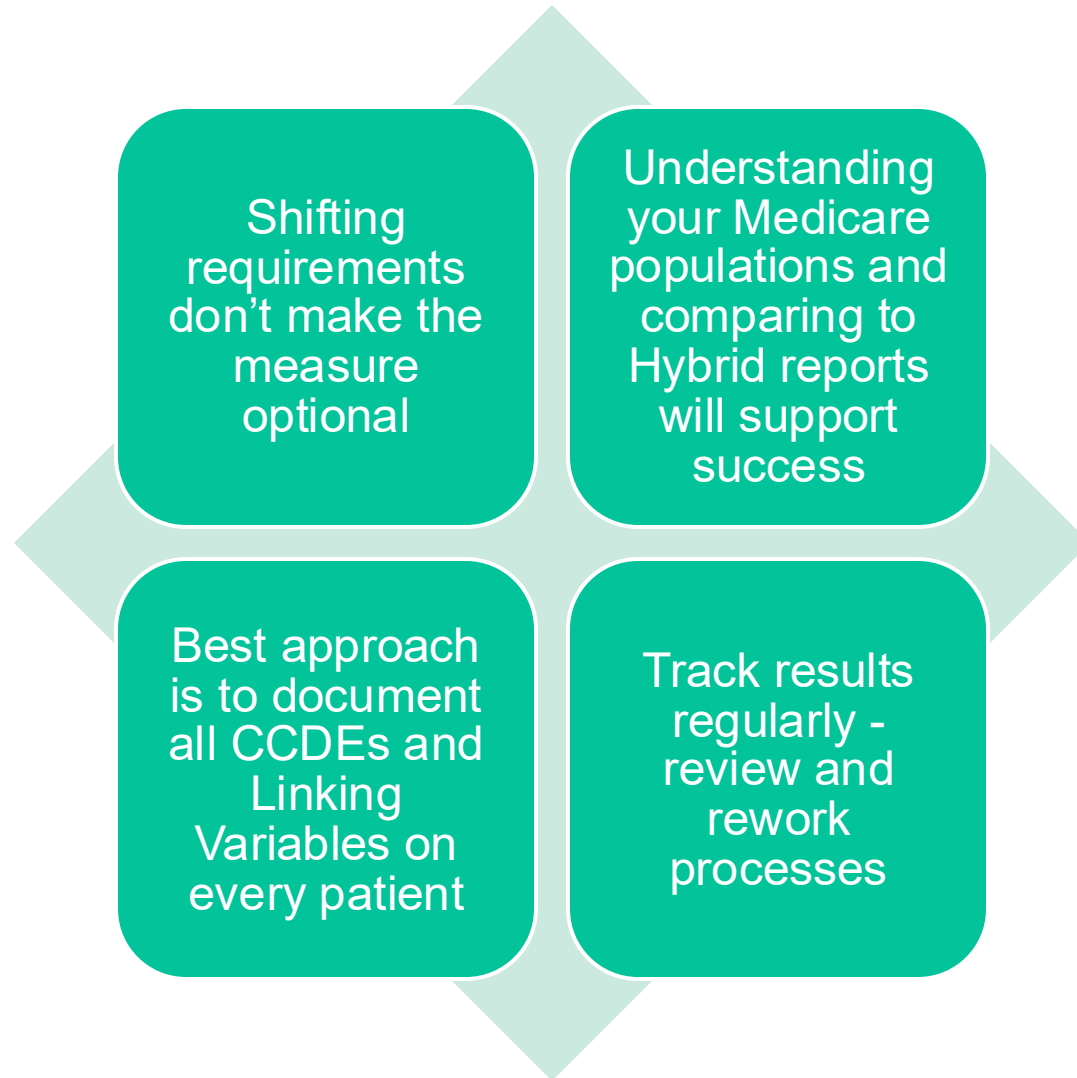 Shifting
requirements
don’t make the
measure
optional
Understanding
your Medicare
populations and
comparing to
Hybrid reports
will support
success
Best approach
is to document
all CCDEs and
Linking
Variables on
every patient
Track results
regularly -
review and
rework
processes